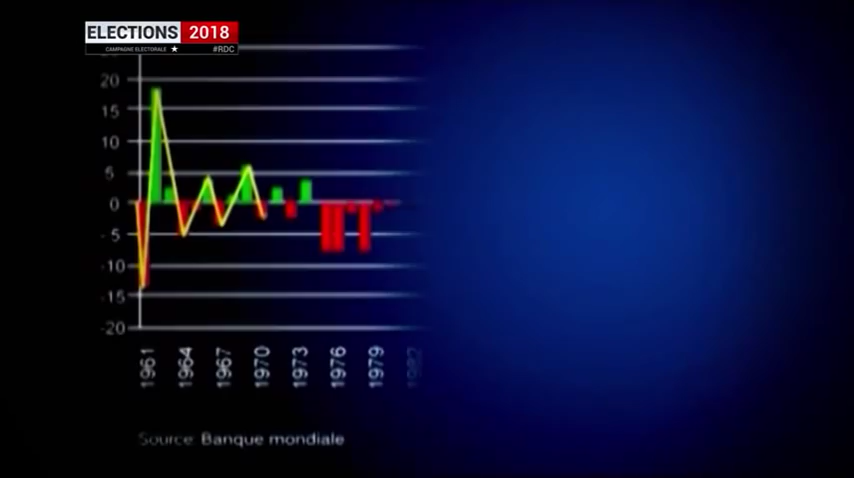 ELECTIONS 2018
CAMPAGNE ELECTORALE ★ #RDC
20
15
10
5
0
- 5
-10
-15
-20
1961 1964 1967 1970 1973 1976 1979 1982
Source: Banque mondiale